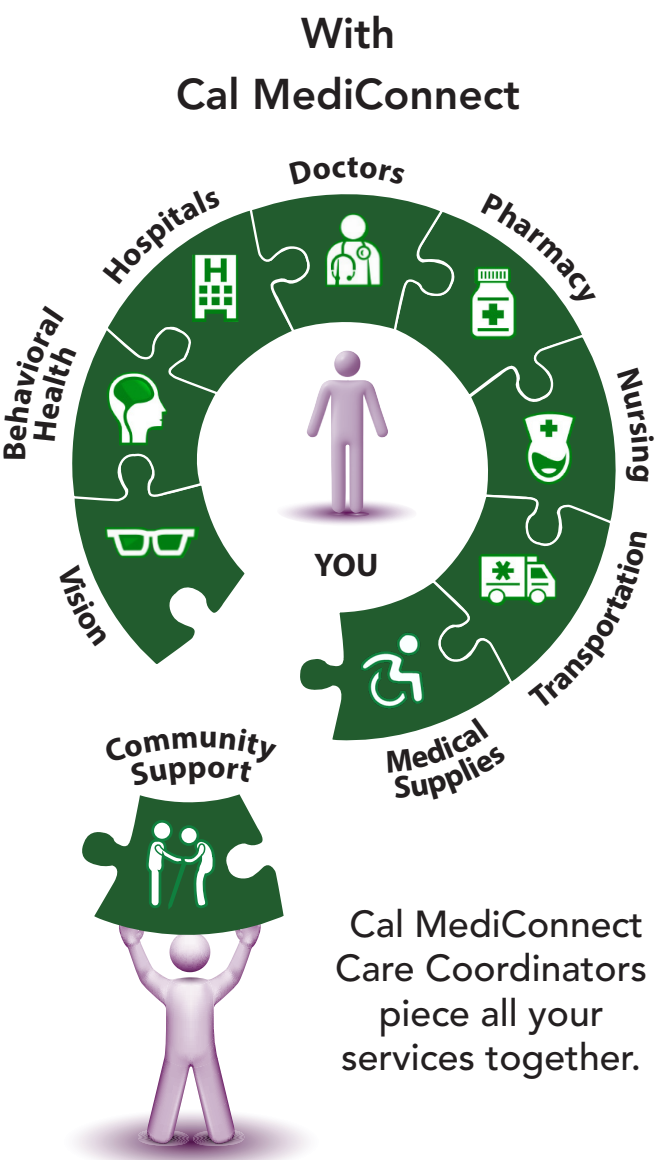 With
Cal MediConnect
Doctors
Hospitals
Pharmacy
Behavioral
Health
Nursing
H
YOU
Vision
Transportation
Medical
Supplies
Community
Support
Cal MediConnect
Care Coordinators
piece all your
services together.